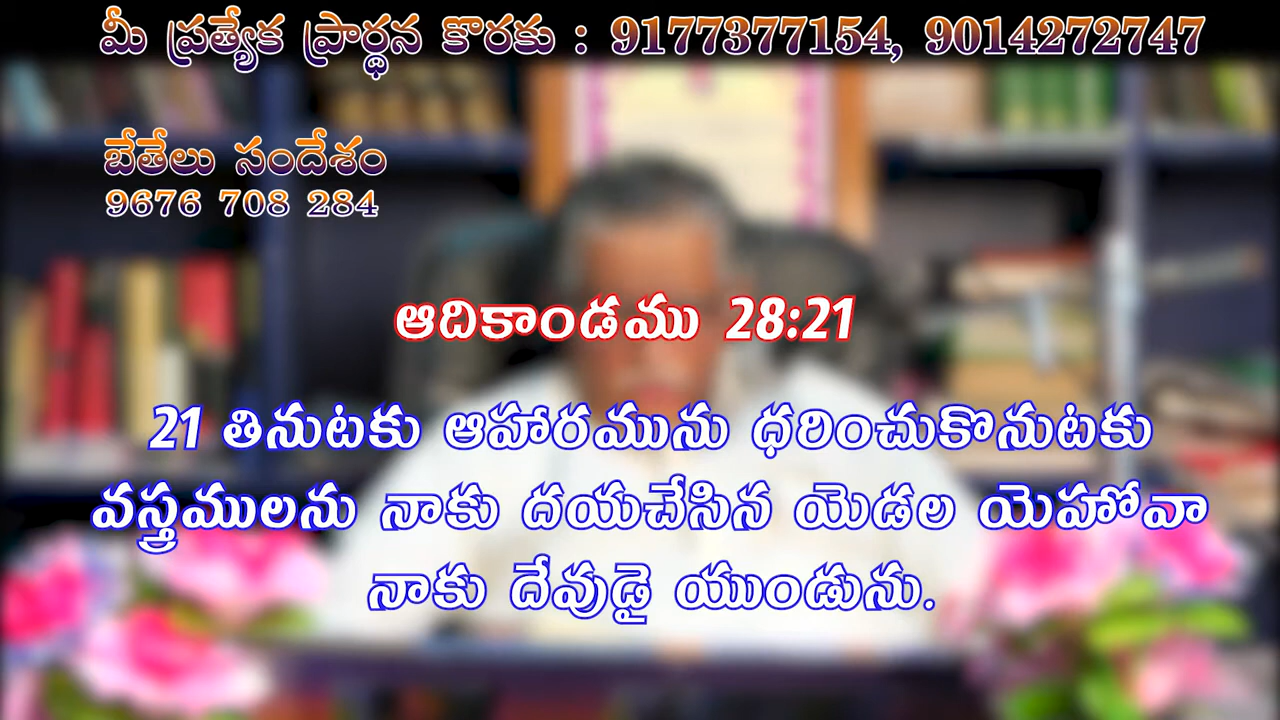 మీ ప్రత్యేక ప్రార్థన కొరకు : 9177377154, 9014272747
బేతేలు సందేశం
9676 708 284
ఆదికాండము 28:21
21 తినుటకు ఆహారమును ధరించుకొనుటకు
వస్త్రములను నాకు దయచేసిన యెడల యెహోవా
నాకు దేవుడై యుండును.